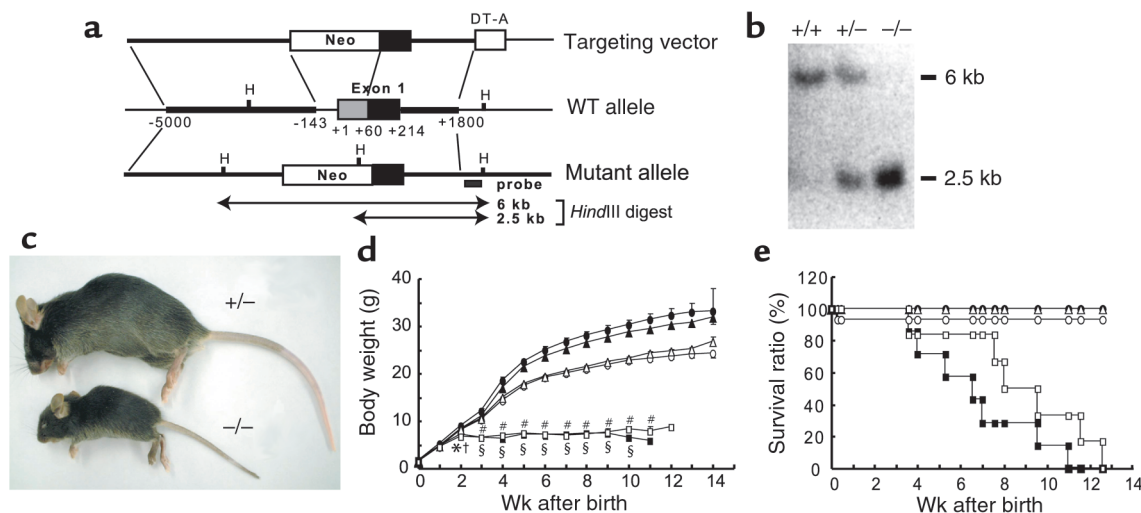 a
DT-A
Neo
Targeting vector
H
Exon 1
H
WT allele
-5000
-143
+1
+60
+214
+1800
H
H
H
Neo
Mutant allele
probe
6 kb
2.5 kb
HindIII digest
b
+/+
+/–
–/–
6 kb
2.5 kb
c
+/–
–/–
d
Body weight (g)
40
30
20
10
0
# # # # # # # # #
*†
§ § § § § § § §
0 2 4 6 8 10 12 14
Wk after birth
e
Survival ratio (%)
120
100
80
60
40
20
0
0 2 4 6 8 10 12 14
Wk after birth